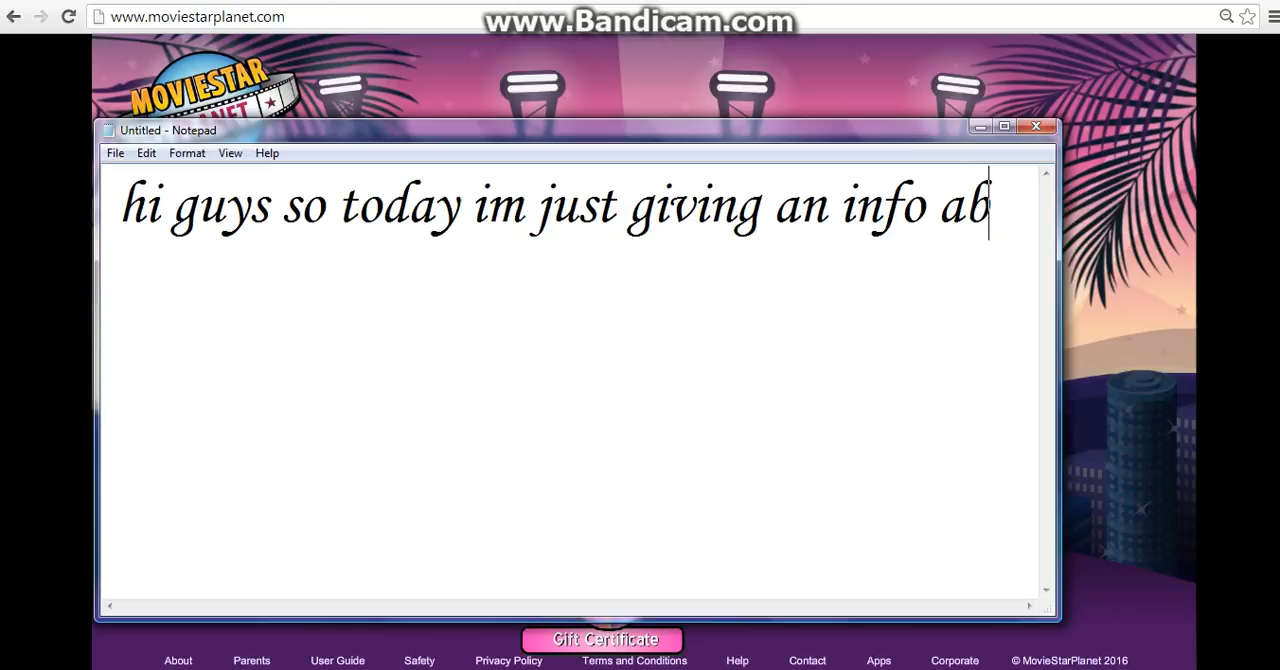 www.moviestarplanet.com
www.Bandicam.com
MOVIESTAR
PLANET
Untitled - Notepad
File Edit Format View Help
hi guys so today im just giving an info ab
Gift Certificate
About Parents User Guide Safety Privacy Policy Terms and Conditions Help Contact Apps Corporate © MovieStarPlanet 2016